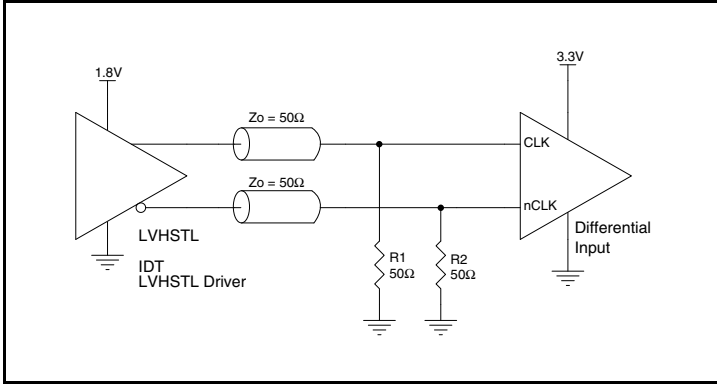 3.3V
1.8V
Zo = 50Ω
CLK
Zo = 50Ω
nCLK
LVHSTL
IDT
LVHSTL Driver
R1
50Ω
R2
50Ω
Differential
Input